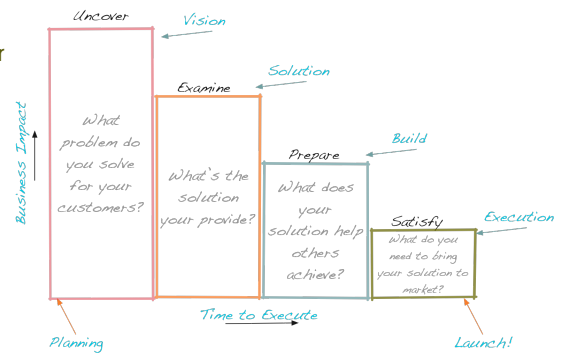 Uncover
Vision
r
Solution
Examine
Business Impact
What
problem do
you solve
for your
customers?
Build
Prepare
What's the
solution
your provide?
What does
your
solution help
others
achieve?
Execution
Satisfy
What do you
need to bring
your solution to
market?
Time to Execute
Planning
Launch!